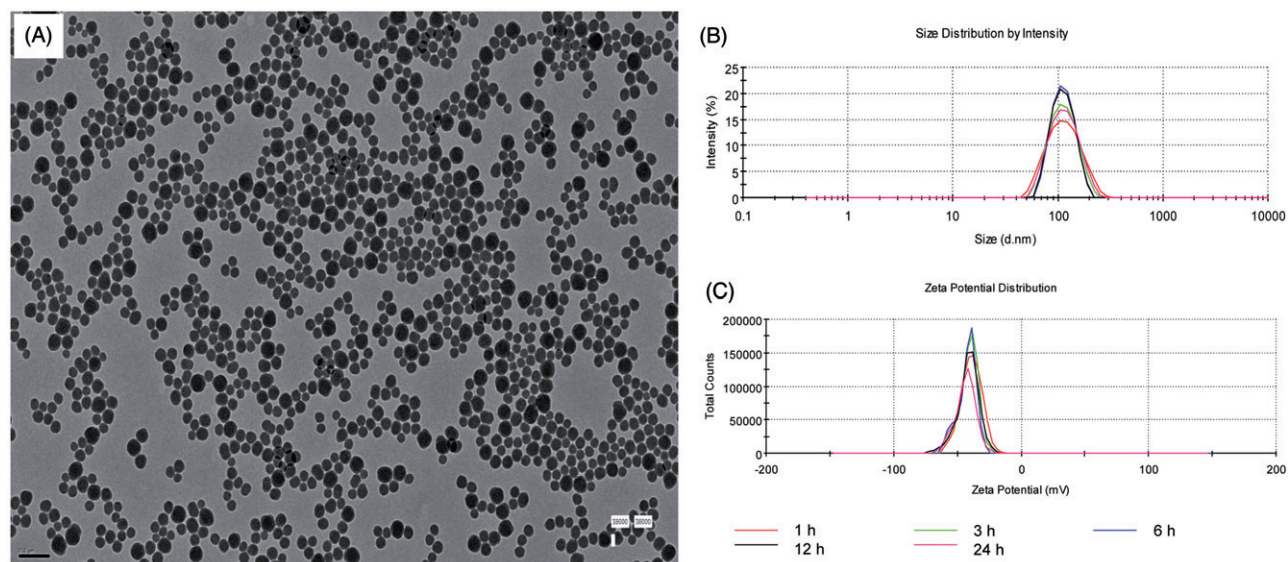 (A)
38000 38000
(B)
Size Distribution by Intensity
Intensity (%)
25
20
15
10
5
0
0.1 1 10 100 1000 10000
Size (d.nm)
(C)
Zeta Potential Distribution
Total Counts
200000
150000
100000
50000
0
-200 -100 0 100 200
Zeta Potential (mV)
1 h 3 h 6 h
12 h 24 h